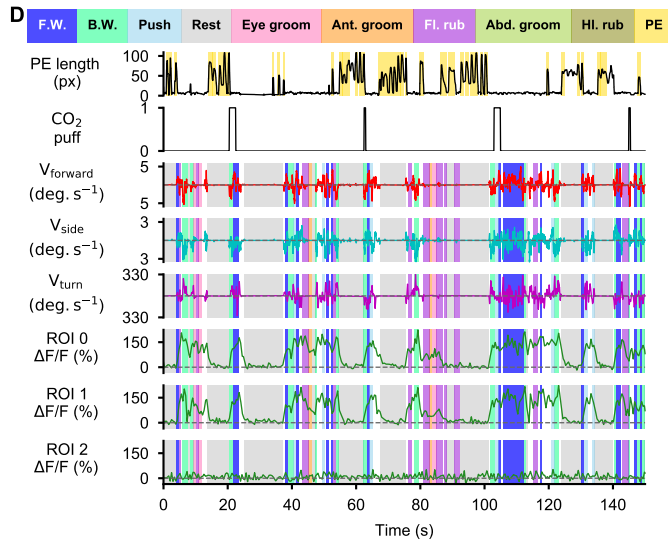 D
F.W. B.W. Push Rest Eye groom Ant. groom Fl. rub Abd. groom Hl. rub PE
PE length
(px)
100
50
0
CO2
puff
1
0
Vforward
(deg. s−1)
5
5
Vside
(deg. s−1)
3
3
Vturn
(deg. s−1)
330
330
ROI 0
ΔF/F (%)
150
0
ROI 1
ΔF/F (%)
150
0
ROI 2
ΔF/F (%)
150
0
0 20 40 60 80 100 120 140
Time (s)